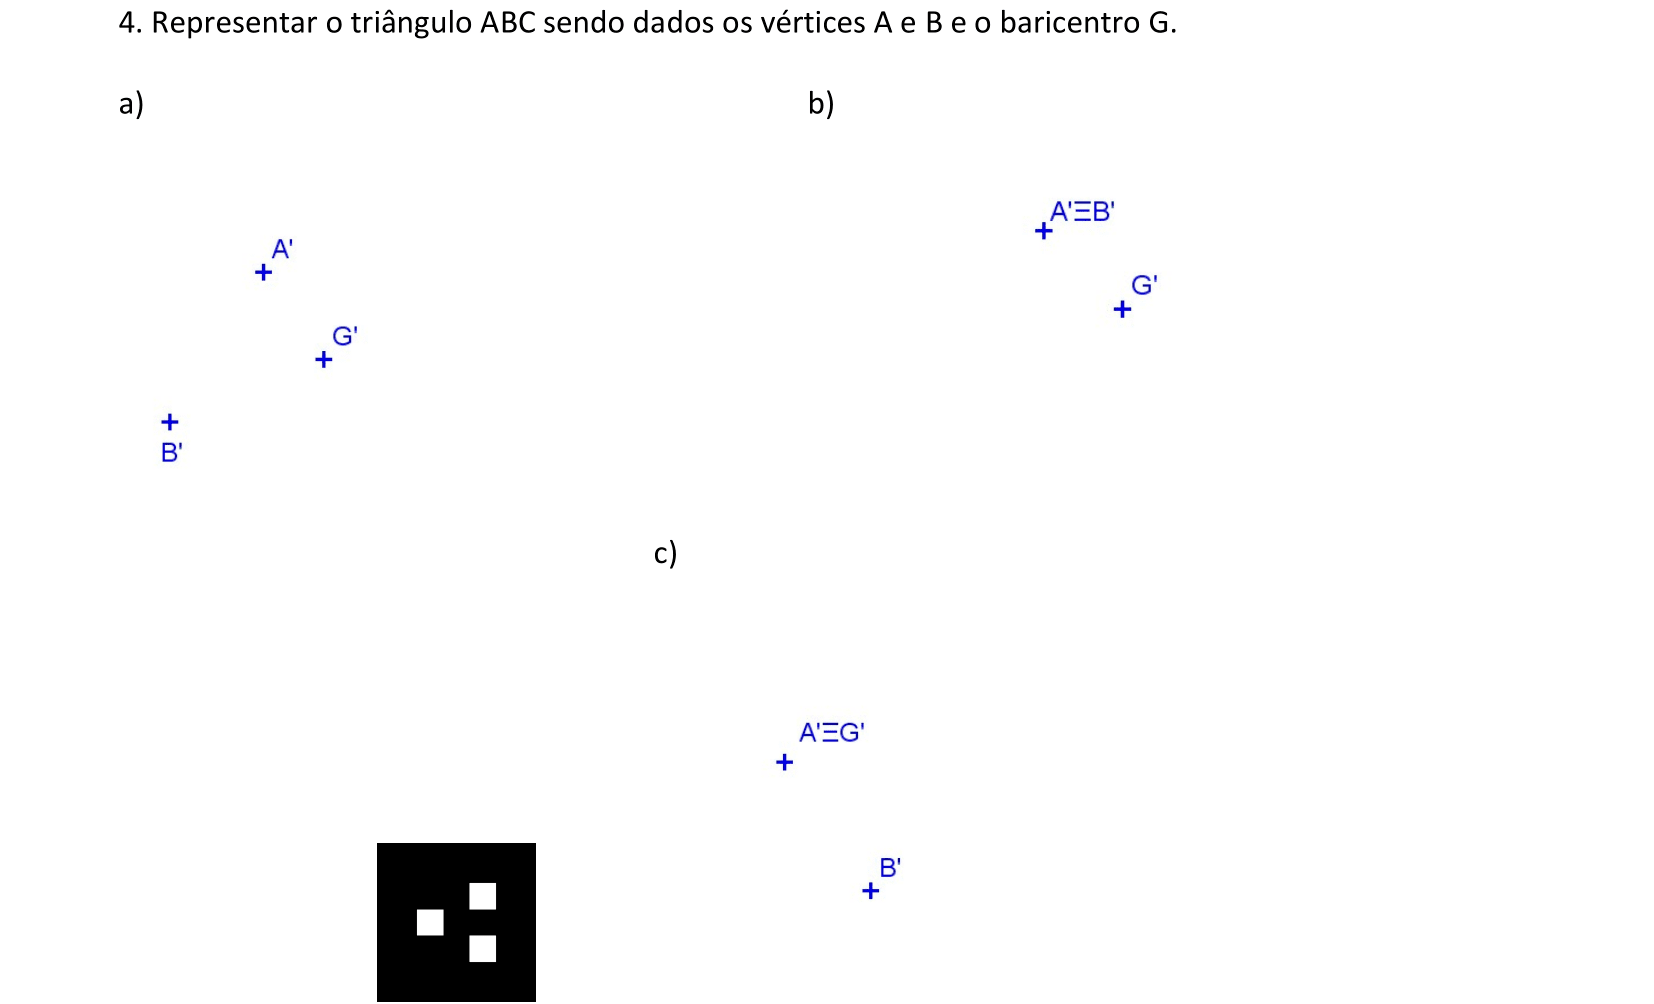 4. Representar o triângulo ABC sendo dados os vértices A e B e o baricentro G.
a)
b)
A'≡B'
A'
G'
G'
B'
c)
A'≡G'
B'